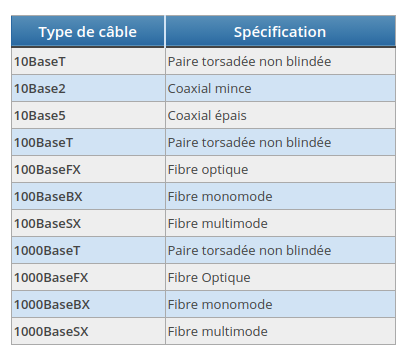 Type de câble Spécification
10BaseT Paire torsadée non blindée
10Base2 Coaxial mince
10Base5 Coaxial épais
100BaseT Paire torsadée non blindée
100BaseFX Fibre optique
100BaseBX Fibre monomode
100BaseSX Fibre multimode
1000BaseT Paire torsadée non blindée
1000BaseFX Fibre Optique
1000BaseBX Fibre monomode
1000BaseSX Fibre multimode